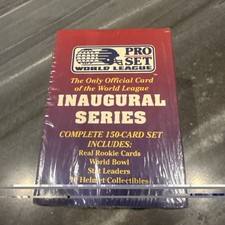 PRO
SET
WORLD LEAGUE
The Only Official Card
of the World League
INAUGURAL
SERIES
COMPLETE 150-CARD SET
INCLUDES:
Real Rookie Cards
World Bowl
Stat Leaders
Helmet Collectibles